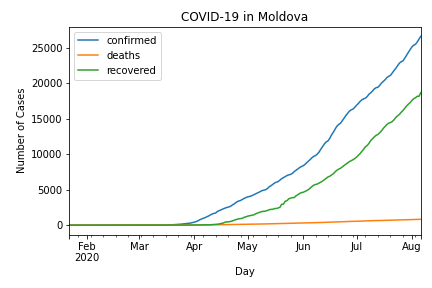 COVID-19 in Moldova
confirmed
deaths
recovered
Number of Cases
25000
20000
15000
10000
5000
0
Feb Mar Apr May Jun Jul Aug
2020
Day